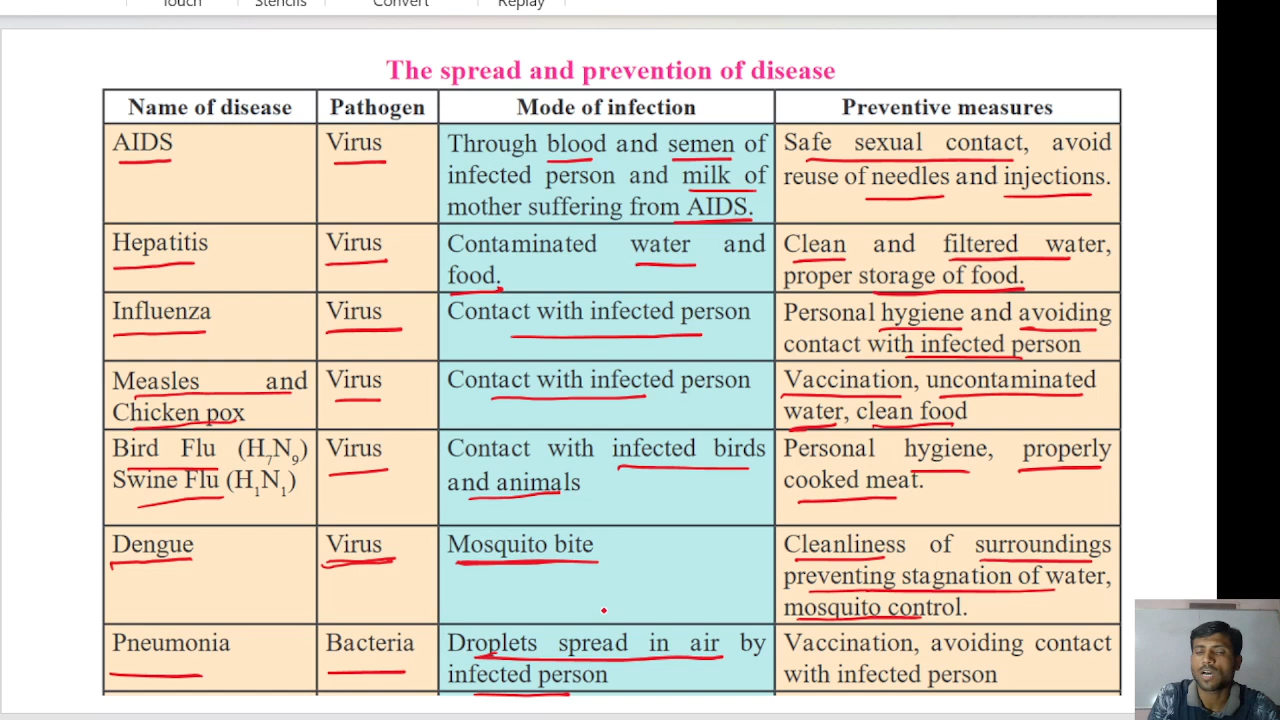 Touch Stencils Convert Replay
The spread and prevention of disease
Name of disease Pathogen Mode of infection Preventive measures
AIDS Virus Through blood and semen of infected person and milk of mother suffering from AIDS. Safe sexual contact, avoid reuse of needles and injections.
Hepatitis Virus Contaminated water and food. Clean and filtered water, proper storage of food.
Influenza Virus Contact with infected person Personal hygiene and avoiding contact with infected person
Measles and Chicken pox Virus Contact with infected person Vaccination, uncontaminated water, clean food
Bird Flu (H₇N₉) Swine Flu (H₁N₁) Virus Contact with infected birds and animals Personal hygiene, properly cooked meat.
Dengue Virus Mosquito bite Cleanliness of surroundings preventing stagnation of water, mosquito control.
Pneumonia Bacteria Droplets spread in air by infected person Vaccination, avoiding contact with infected person